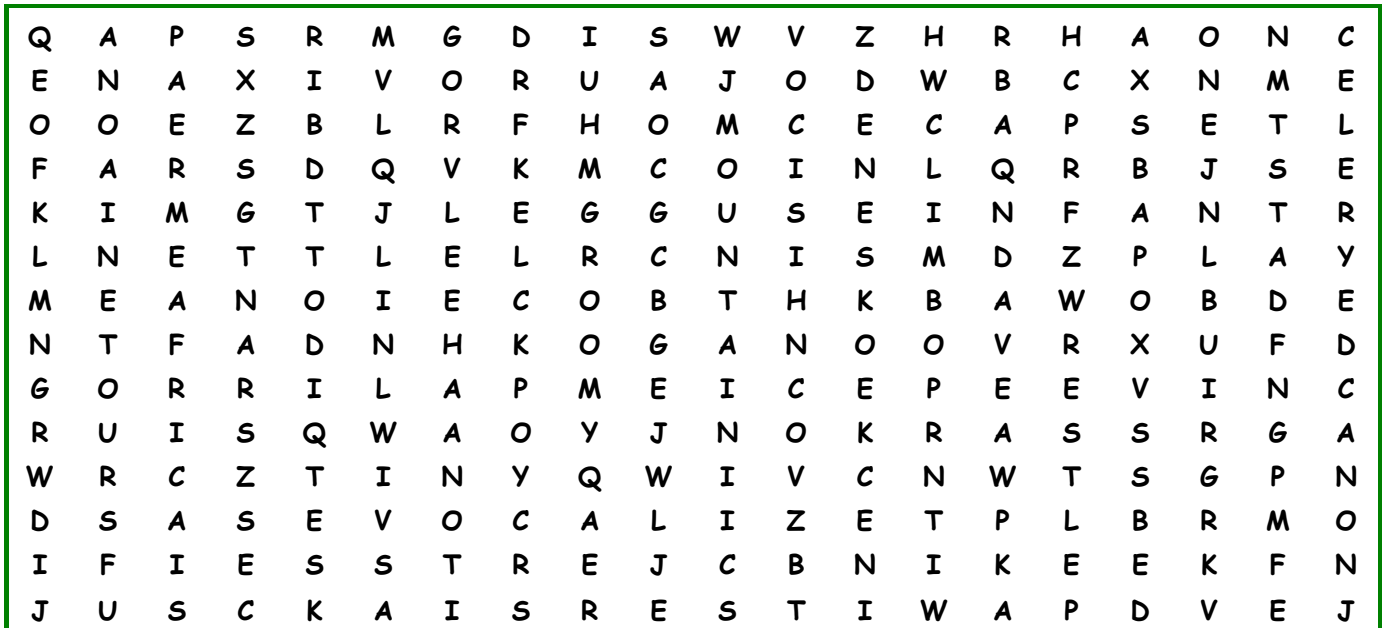 Q A P S R M G D I S W V Z H R H A O N C
E N A X I V O R U A J O D W B C X N M E
O O E Z B L R F H O M C E C A P S E T L
F A R S D Q V K M C O I N L Q R B J S E
K I M G T J L E G G U S E I N F A N T R
L N E T T L E L R C N I S M D Z P L A Y
M E A N O I E C O B T H K B A W O B D E
N T F A D N H K O G A N O O V R X U F D
G O R R I L A P M E I C E P E E V I N C
R U I S Q W A O Y J N O K R A S S R G A
W R C Z T I N Y Q W I V C N W T S G P N
D S A S E V O C A L I Z E T P L B R M O
I F I E S S T R E J C B N I K E E K F N
J U S C K A I S R E S T I W A P D V E J